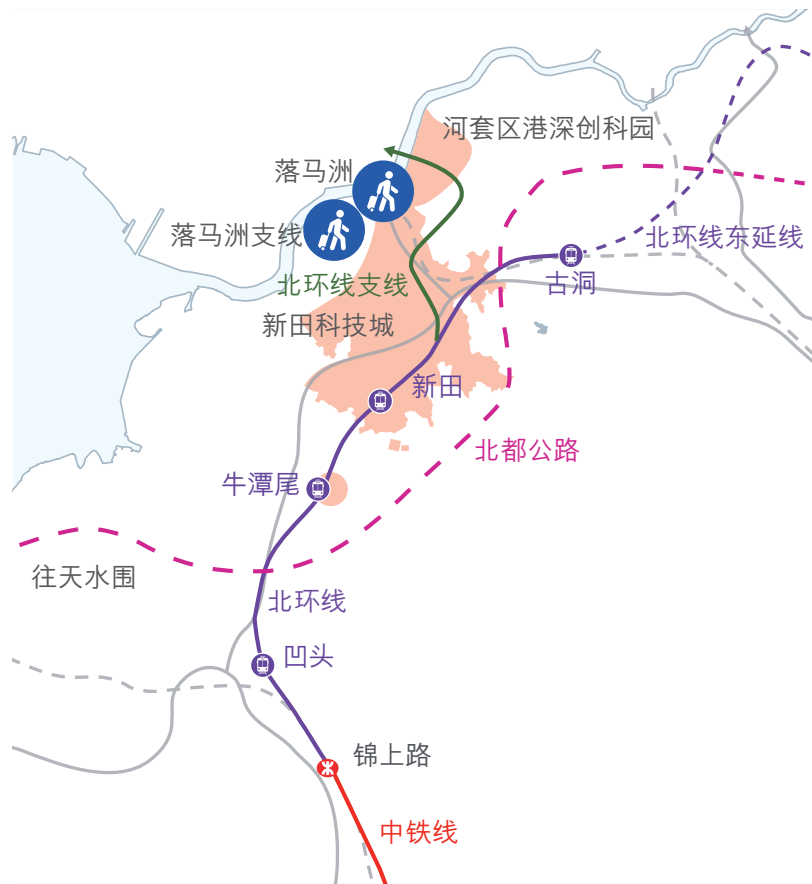 河套区港深创科园
落马洲
落马洲支线
北环线东延线
古洞
北环线支线
新田科技城
新田
北都公路
牛潭尾
往天水围
北环线
凹头
锦上路
中铁线